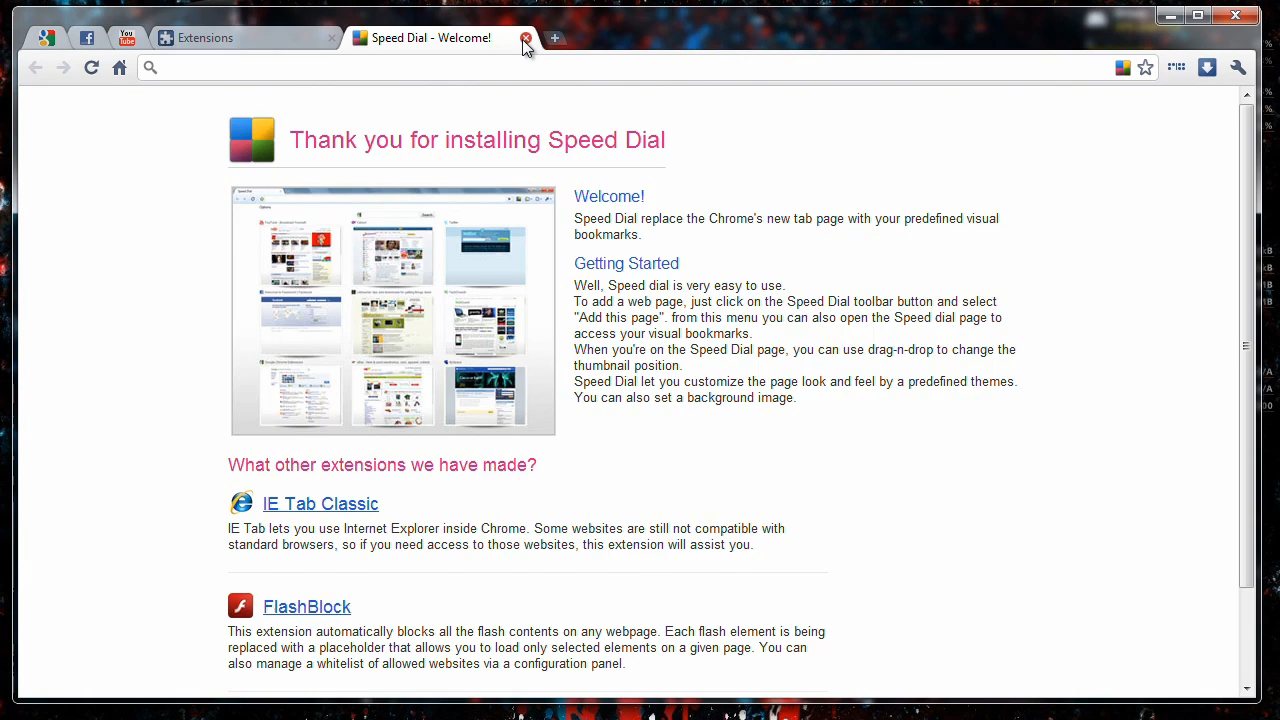 You
Tube
Extensions
Speed Dial - Welcome!
Thank you for installing Speed Dial
Welcome!
Speed Dial replace the Chrome's new tab page with your predefined visual
bookmarks.
Getting Started
Well, Speed dial is very easy to use.
To add a web page, just click on the Speed Dial toolbar button and select
"Add this page". from this menu you can also open the Speed dial page to
access your visual bookmarks!
When you're on the Speed Dial page, you can use drag-n-drop to change the
thumbnail position.
Speed Dial let you customize the page look and feel by a predefined themes.
You can also set a background image.
What other extensions we have made?
IE Tab Classic
IE Tab lets you use Internet Explorer inside Chrome. Some websites are still not compatible with
standard browsers, so if you need access to those websites, this extension will assist you.
FlashBlock
This extension automatically blocks all the flash contents on any webpage. Each flash element is being
replaced with a placeholder that allows you to load only selected elements on a given page. You can
also manage a whitelist of allowed websites via a configuration panel.